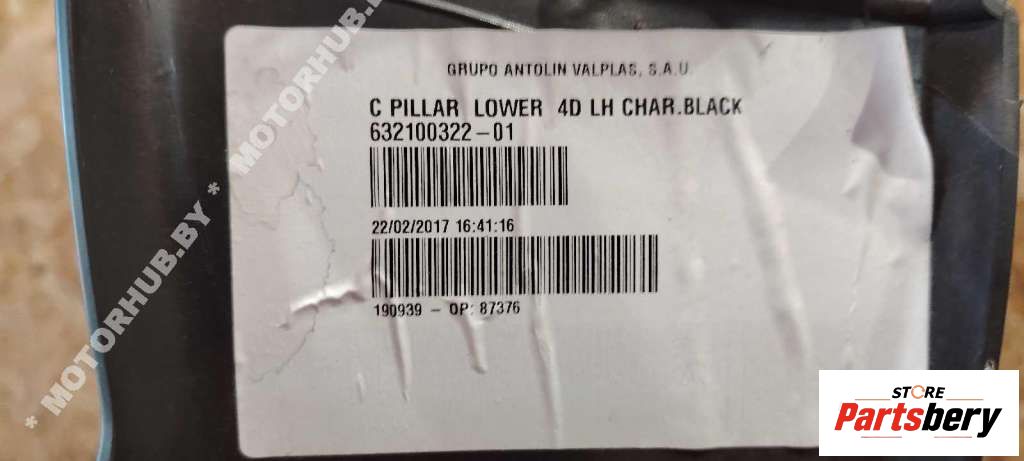 GRUPO ANTOLIN VALPLAS, S.A.U.
C PILLAR LOWER 4D LH CHAR.BLACK
632100322-01
22/02/2017 16:41:16
190939 - OP: 87376
* MOTORHUB.BY * MOTORHUB.BY
STORE
Partsbery